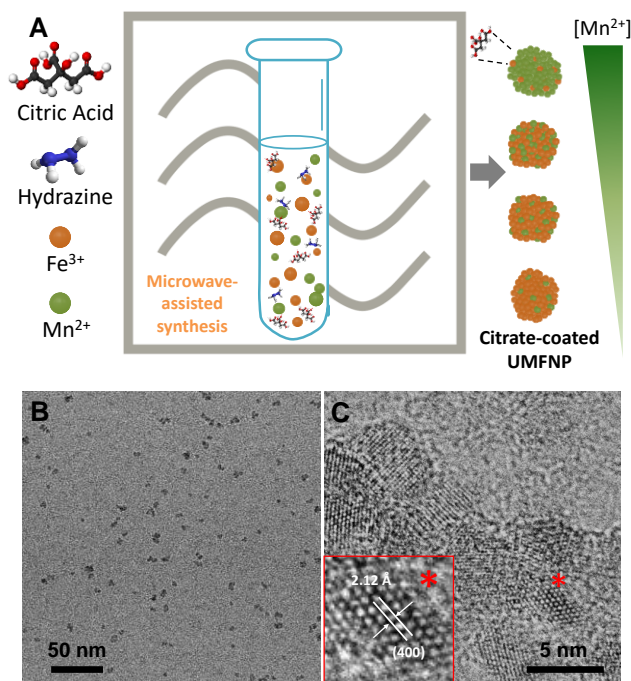 A
Citric Acid
Hydrazine
Fe³⁺
Mn²⁺
Microwave-
assisted
synthesis
[Mn²⁺]
Citrate-coated
UMFNP
B
50 nm
C
2.12 Å
*
*
(400)
5 nm